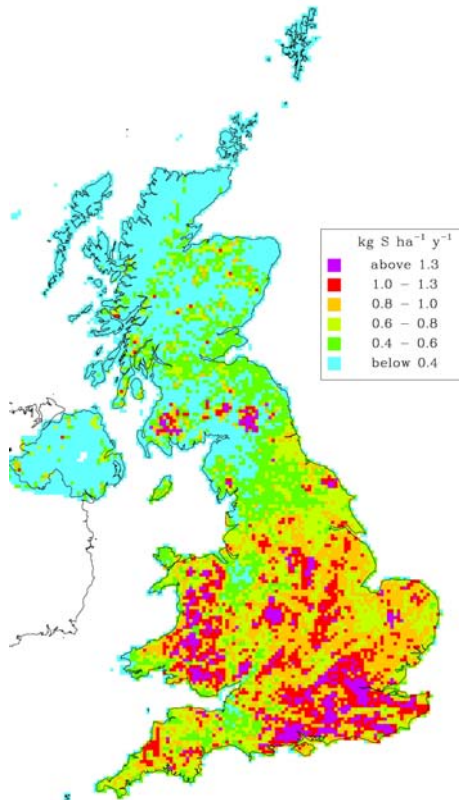 kg S ha⁻¹ y⁻¹
above 1.3
1.0 – 1.3
0.8 – 1.0
0.6 – 0.8
0.4 – 0.6
below 0.4